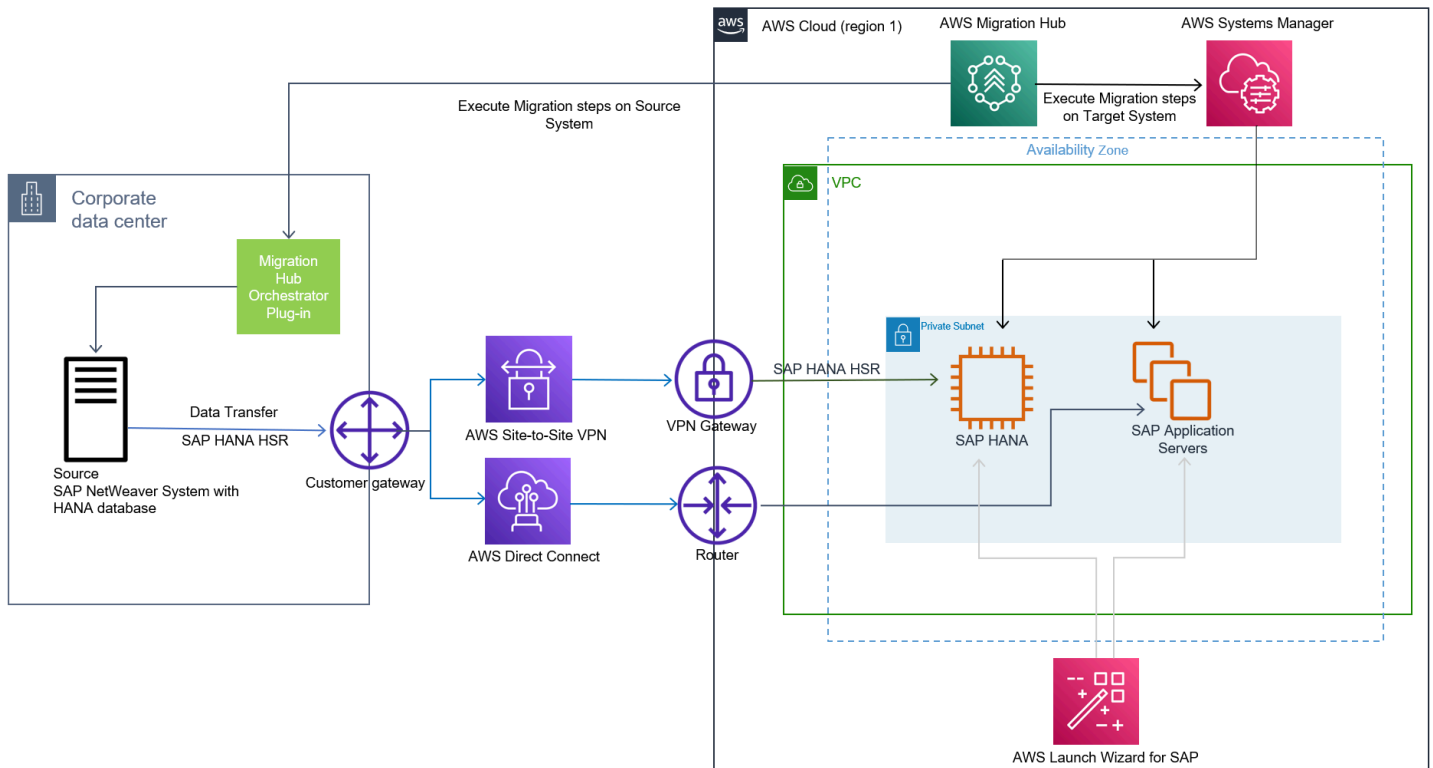 aws
AWS Cloud (region 1)
AWS Migration Hub
AWS Systems Manager
Execute Migration steps on Source
System
Execute Migration steps
on Target System
Availability Zone
VPC
Corporate
data center
Migration
Hub
Orchestrator
Plug-in
Private Subnet
SAP HANA HSR
Data Transfer
SAP HANA HSR
AWS Site-to-Site VPN
VPN Gateway
SAP HANA
SAP Application
Servers
Source
SAP NetWeaver System with
HANA database
Customer gateway
AWS Direct Connect
Router
AWS Launch Wizard for SAP